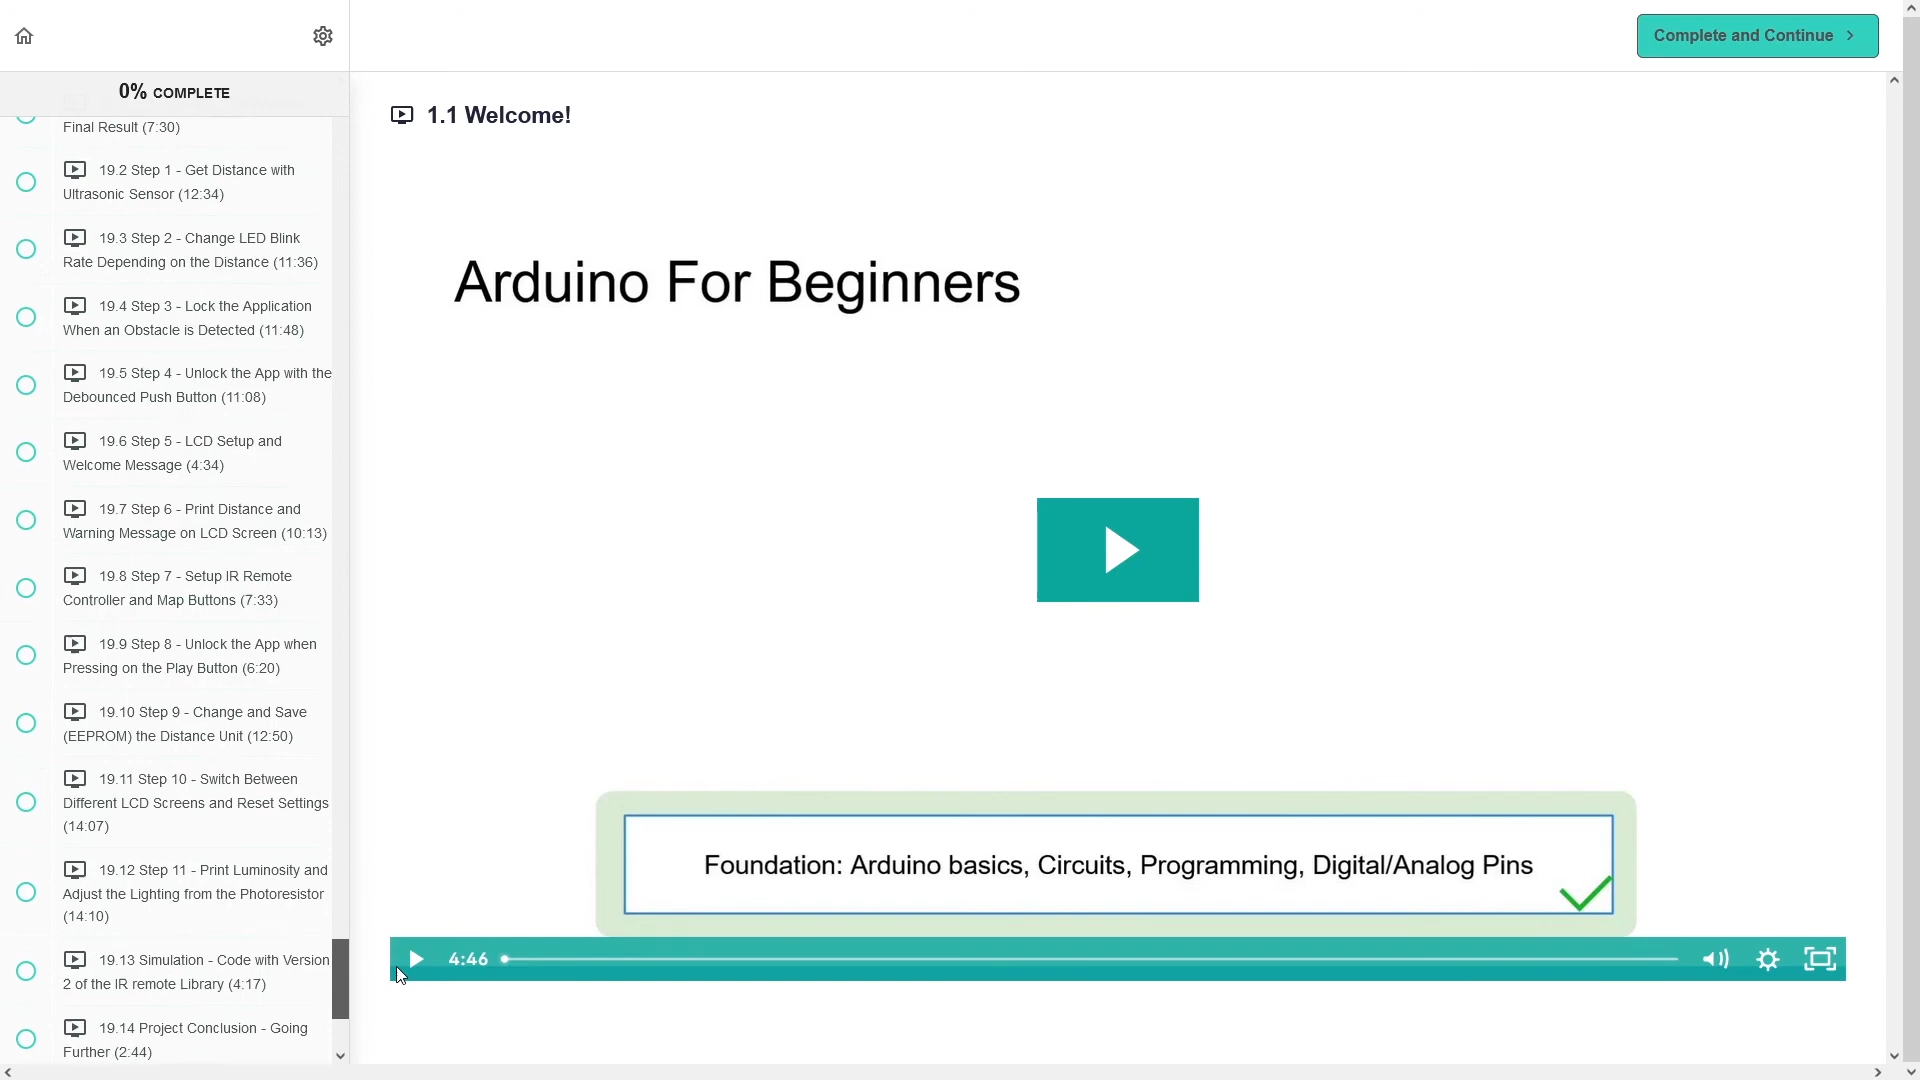 Complete and Continue
0% COMPLETE
Final Result (7:30)
19.2 Step 1 - Get Distance with
Ultrasonic Sensor (12:34)
19.3 Step 2 - Change LED Blink
Rate Depending on the Distance (11:36)
19.4 Step 3 - Lock the Application
When an Obstacle is Detected (11:48)
19.5 Step 4 - Unlock the App with the
Debounced Push Button (11:08)
19.6 Step 5 - LCD Setup and
Welcome Message (4:34)
19.7 Step 6 - Print Distance and
Warning Message on LCD Screen (10:13)
19.8 Step 7 - Setup IR Remote
Controller and Map Buttons (7:33)
19.9 Step 8 - Unlock the App when
Pressing on the Play Button (6:20)
19.10 Step 9 - Change and Save
(EEPROM) the Distance Unit (12:50)
19.11 Step 10 - Switch Between
Different LCD Screens and Reset Settings
(14:07)
19.12 Step 11 - Print Luminosity and
Adjust the Lighting from the Photoresistor
(14:10)
19.13 Simulation - Code with Version
2 of the IR remote Library (4:17)
19.14 Project Conclusion - Going
Further (2:44)
1.1 Welcome!
Arduino For Beginners
Foundation: Arduino basics, Circuits, Programming, Digital/Analog Pins
4:46